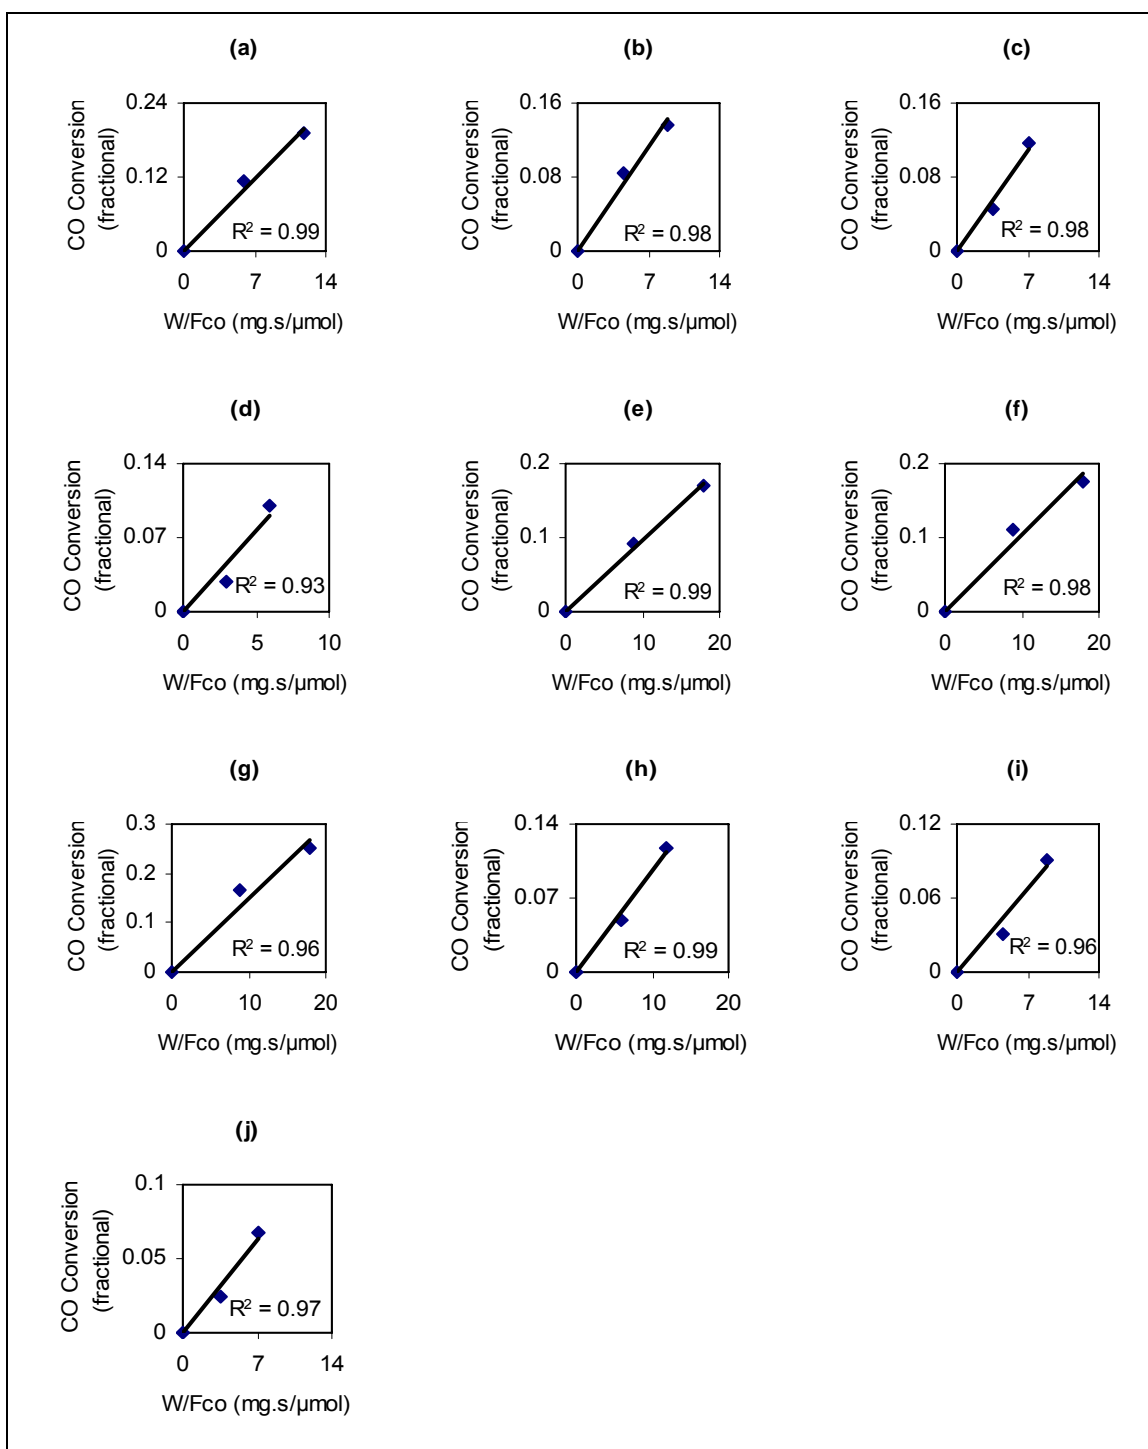 (a)
CO Conversion
(fractional)
0.24
0.12
0
R² = 0.99
0 7 14
W/Fco (mg.s/µmol)
(b)
CO Conversion
(fractional)
0.16
0.08
0
R² = 0.98
0 7 14
W/Fco (mg.s/µmol)
(c)
CO Conversion
(fractional)
0.16
0.08
0
R² = 0.98
0 7 14
W/Fco (mg.s/µmol)
(d)
CO Conversion
(fractional)
0.14
0.07
0
R² = 0.93
0 5 10
W/Fco (mg.s/µmol)
(e)
CO Conversion
(fractional)
0.2
0.1
0
R² = 0.99
0 10 20
W/Fco (mg.s/µmol)
(f)
CO Conversion
(fractional)
0.2
0.1
0
R² = 0.98
0 10 20
W/Fco (mg.s/µmol)
(g)
CO Conversion
(fractional)
0.3
0.2
0.1
0
R² = 0.96
0 10 20
W/Fco (mg.s/µmol)
(h)
CO Conversion
(fractional)
0.14
0.07
0
R² = 0.99
0 10 20
W/Fco (mg.s/µmol)
(i)
CO Conversion
(fractional)
0.12
0.06
0
R² = 0.96
0 7 14
W/Fco (mg.s/µmol)
(j)
CO Conversion
(fractional)
0.1
0.05
0
R² = 0.97
0 7 14
W/Fco (mg.s/µmol)